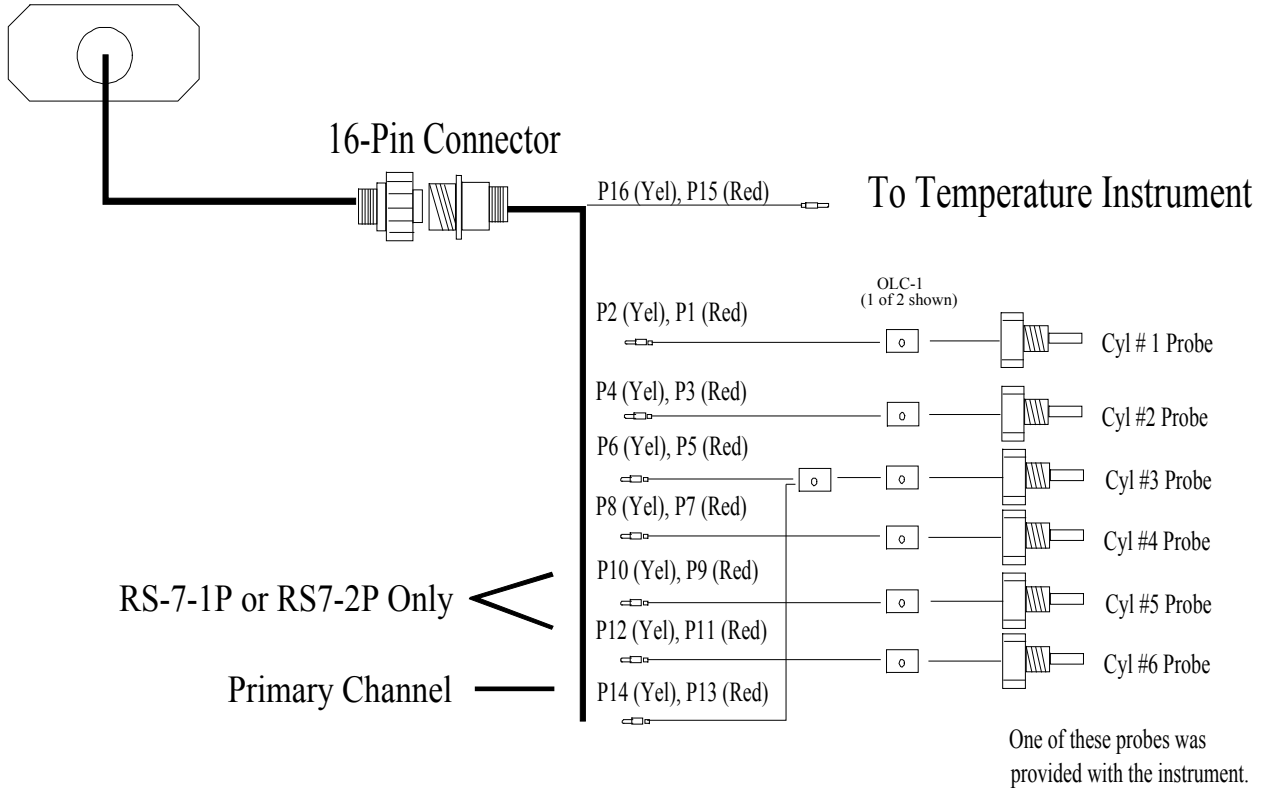 16-Pin Connector
P16 (Yel), P15 (Red)
To Temperature Instrument
OLC-1
(1 of 2 shown)
P2 (Yel), P1 (Red)
Cyl # 1 Probe
P4 (Yel), P3 (Red)
Cyl #2 Probe
P6 (Yel), P5 (Red)
Cyl #3 Probe
P8 (Yel), P7 (Red)
Cyl #4 Probe
P10 (Yel), P9 (Red)
RS-7-1P or RS7-2P Only
Cyl #5 Probe
P12 (Yel), P11 (Red)
Cyl #6 Probe
Primary Channel
P14 (Yel), P13 (Red)
One of these probes was
provided with the instrument.